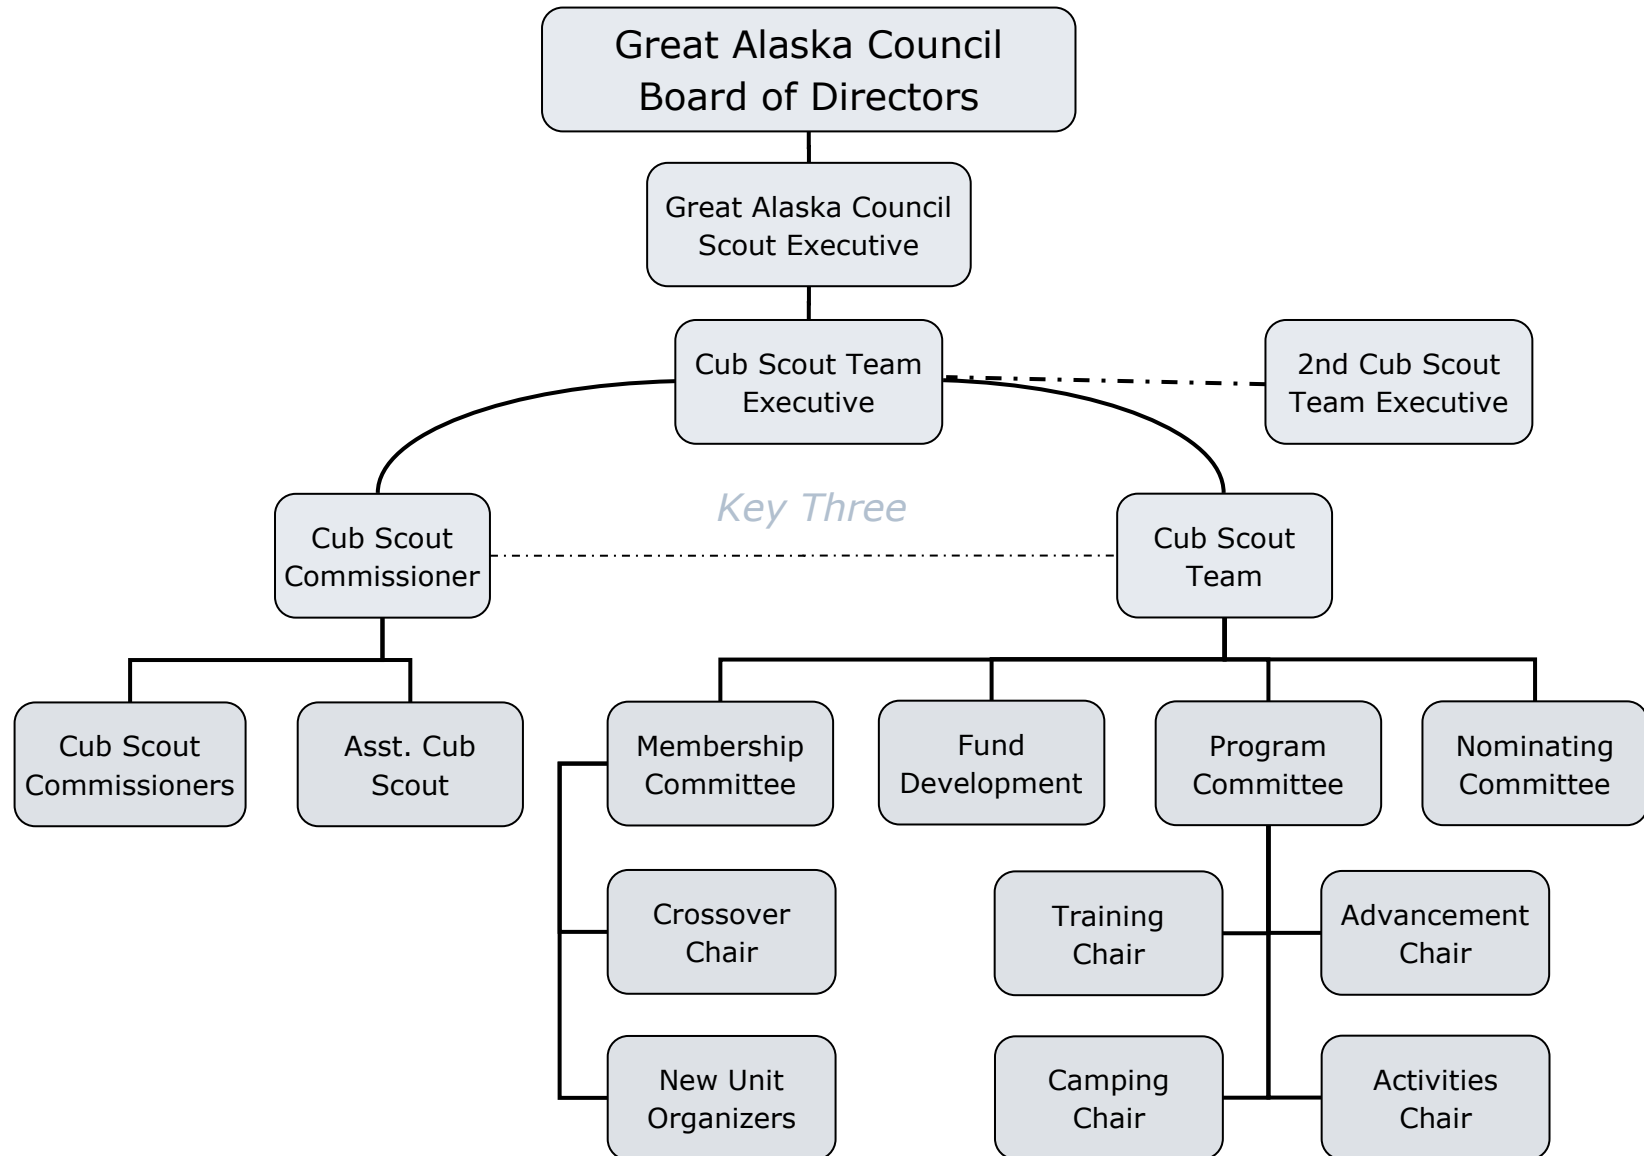 Great Alaska Council
Board of Directors
Great Alaska Council
Scout Executive
Cub Scout Team
Executive
2nd Cub Scout
Team Executive
Key Three
Cub Scout
Commissioner
Cub Scout
Team
Cub Scout
Commissioners
Asst. Cub
Scout
Membership
Committee
Fund
Development
Program
Committee
Nominating
Committee
Crossover
Chair
Training
Chair
Advancement
Chair
New Unit
Organizers
Camping
Chair
Activities
Chair